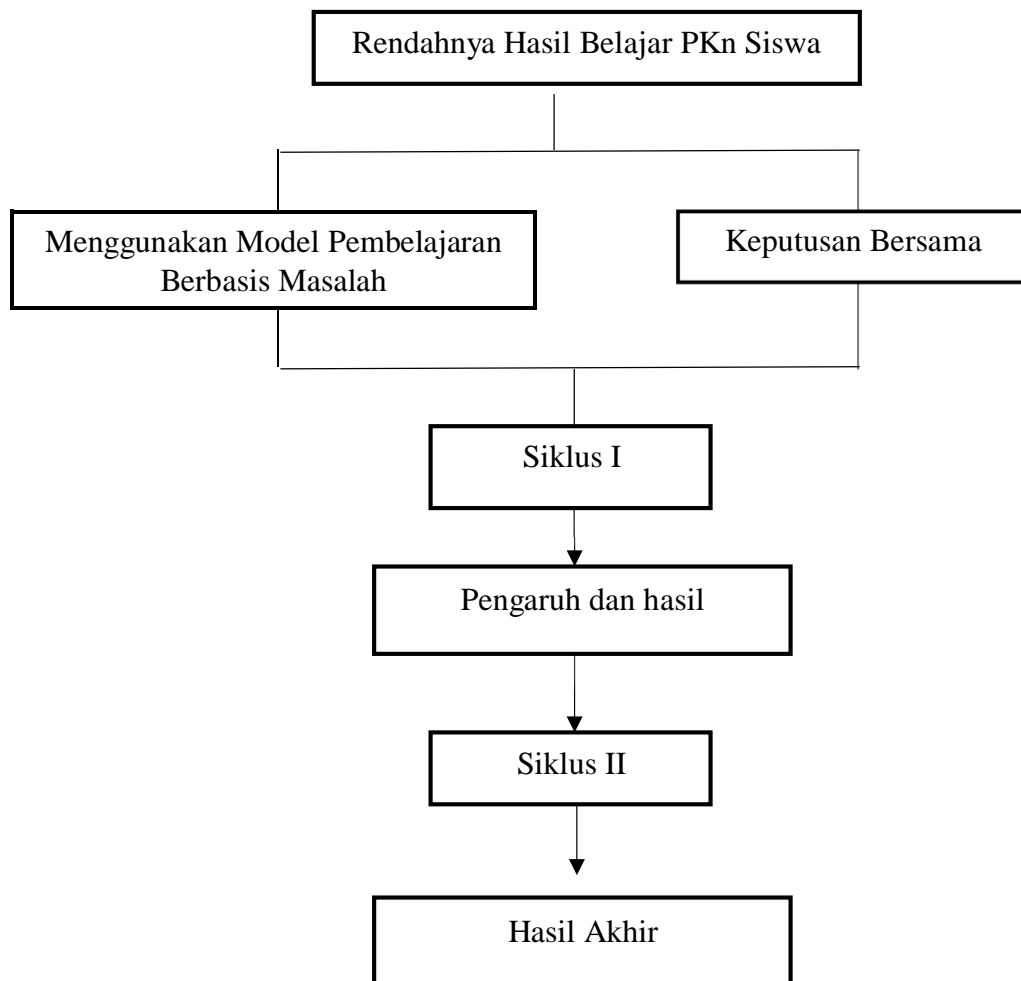 Rendahnya Hasil Belajar PKn Siswa
Menggunakan Model Pembelajaran
Berbasis Masalah
Keputusan Bersama
Siklus I
Pengaruh dan hasil
Siklus II
Hasil Akhir